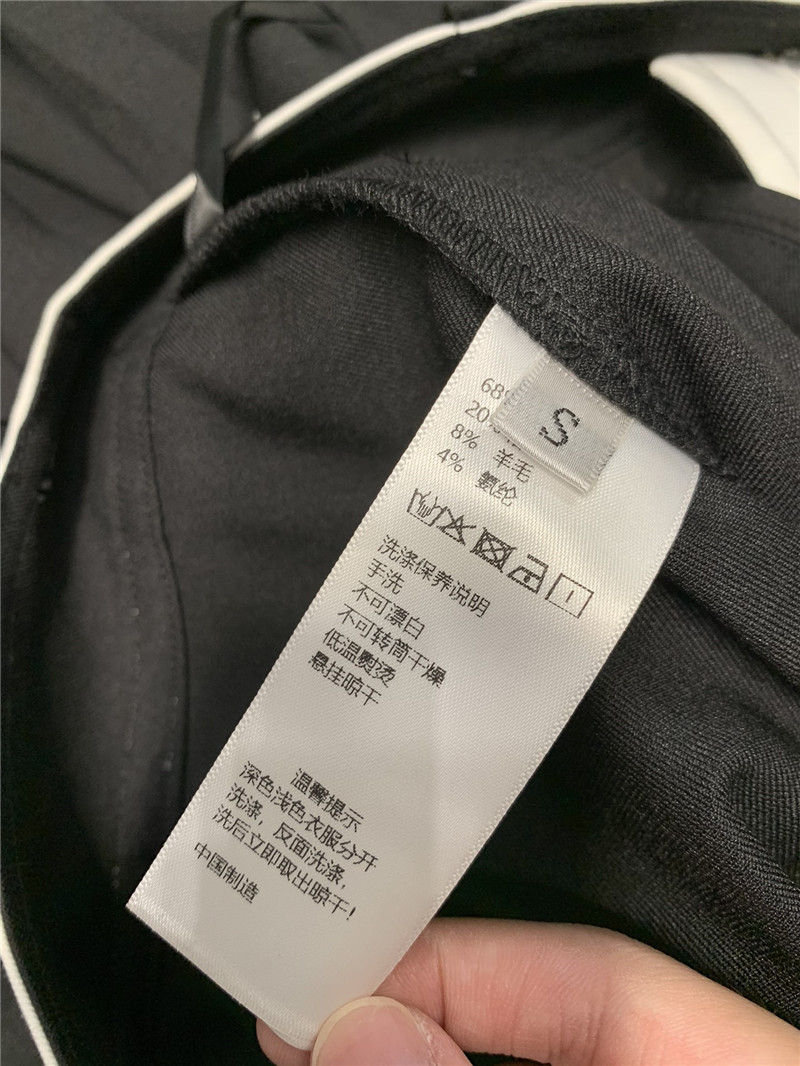 S
68%
20%
8% 羊毛
4% 氨纶
洗涤保养说明
手洗
不可漂白
不可转筒干燥
低温熨烫
悬挂晾干
温馨提示
深色浅色衣服分开
洗涤，反面洗涤，
洗后立即取出晾干！
中国制造